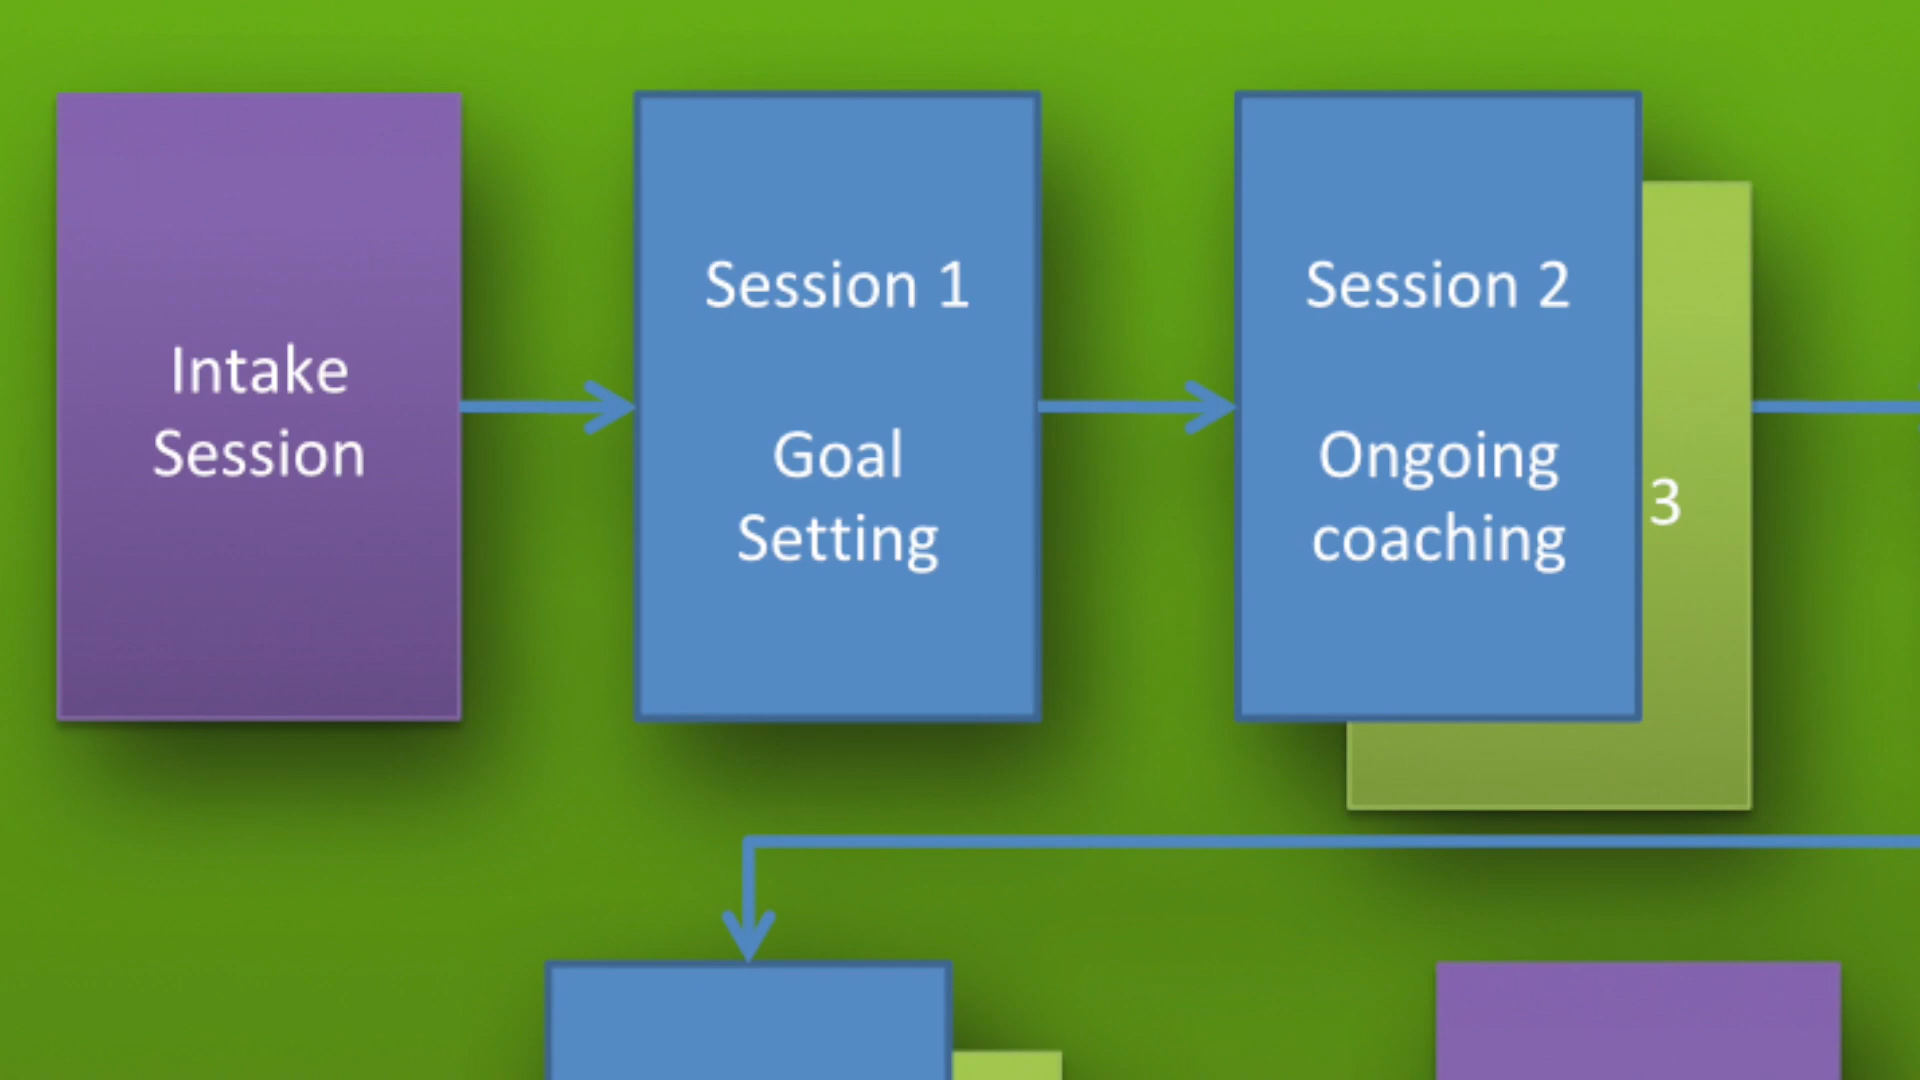 Intake
Session
Session 1
Goal
Setting
Session 2
Ongoing
coaching
3